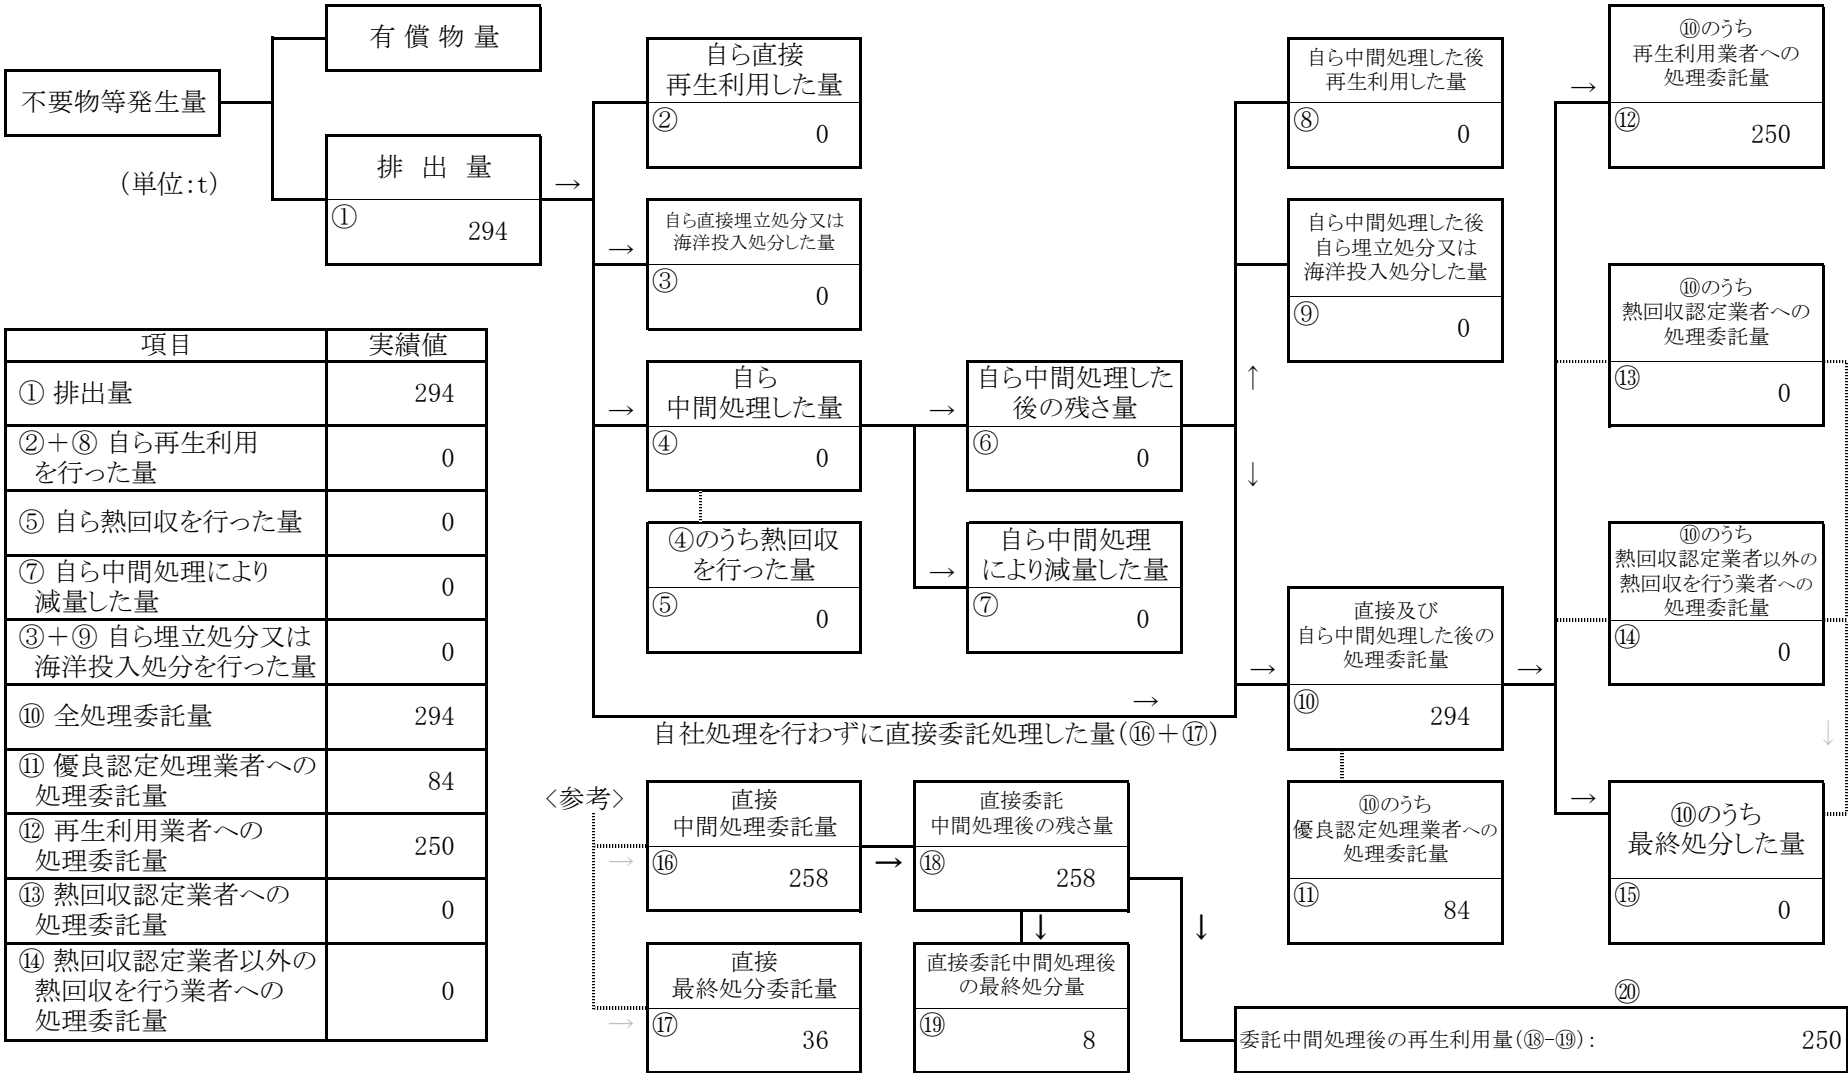 有償物量
不要物等発生量
(単位:t)
排出量
→
①
294
自ら直接
再生利用した量
②
0
→
自ら直接埋立処分又は
海洋投入処分した量
③
0
→
自ら
中間処理した量
④
0
④のうち熱回収
を行った量
⑤
0
→
自ら中間処理した
後の残さ量
⑥
0
→
自ら中間処理
により減量した量
⑦
0
自ら中間処理した後
再生利用した量
⑧
0
自ら中間処理した後
自ら埋立処分又は
海洋投入処分した量
⑨
0
↑
↓
→
直接及び
自ら中間処理した後の
処理委託量
⑩
294
→
⑩のうち
優良認定処理業者への
処理委託量
⑪
84
→
⑩のうち
再生利用業者への
処理委託量
⑫
250
⑩のうち
熱回収認定業者への
処理委託量
⑬
0
⑩のうち
熱回収認定業者以外の
熱回収を行う業者への
処理委託量
⑭
0
↓
→
⑩のうち
最終処分した量
⑮
0
→
自社処理を行わずに直接委託処理した量(⑯+⑰)
項目 実績値
① 排出量 294
②+⑧ 自ら再生利用
を行った量 0
⑤ 自ら熱回収を行った量 0
⑦ 自ら中間処理により
減量した量 0
③+⑨ 自ら埋立処分又は
海洋投入処分を行った量 0
⑩ 全処理委託量 294
⑪ 優良認定処理業者への
処理委託量 84
⑫ 再生利用業者への
処理委託量 250
⑬ 熱回収認定業者への
処理委託量 0
⑭ 熱回収認定業者以外の
熱回収を行う業者への
処理委託量 0
〈参考〉
→
直接
中間処理委託量
⑯
258
→
直接委託
中間処理後の残さ量
⑱
258
↓
↓
→
直接
最終処分委託量
⑰
36
直接委託中間処理後
の最終処分量
⑲
8
⑳
委託中間処理後の再生利用量(⑱-⑲): 250